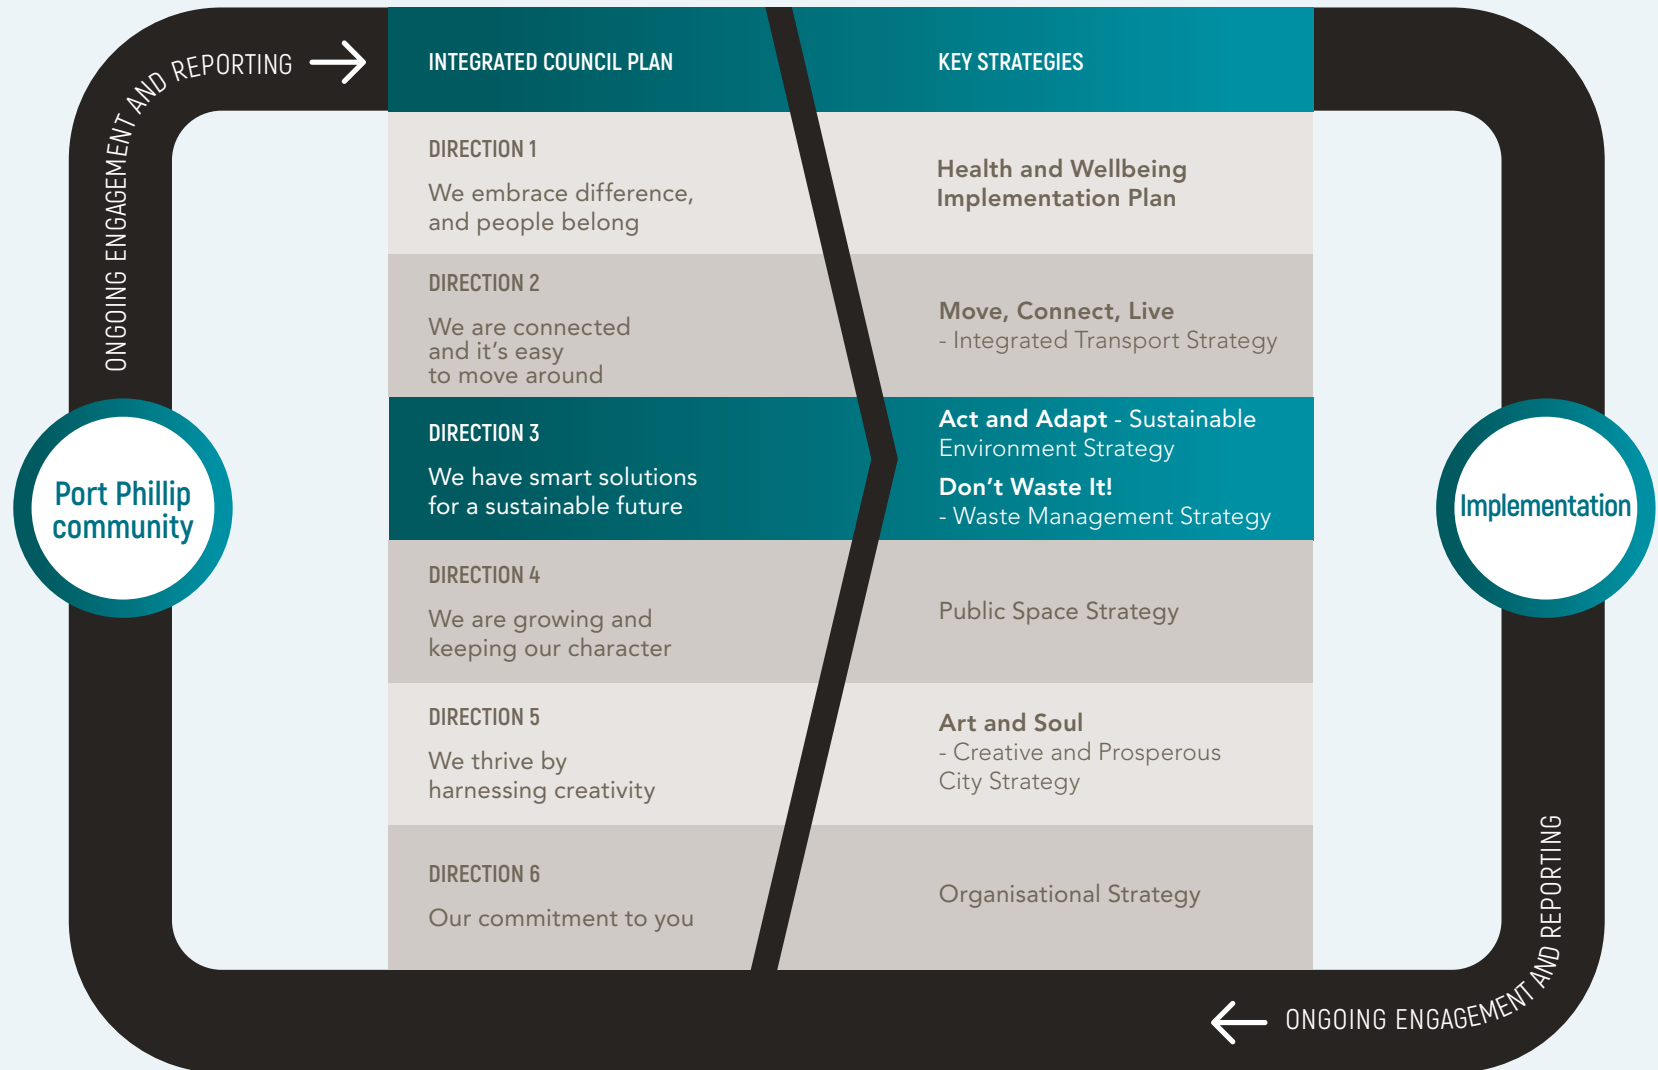 ONGOING ENGAGEMENT AND REPORTING
INTEGRATED COUNCIL PLAN
KEY STRATEGIES
DIRECTION 1
We embrace difference,
and people belong
Health and Wellbeing
Implementation Plan
DIRECTION 2
We are connected
and it’s easy
to move around
Move, Connect, Live
- Integrated Transport Strategy
DIRECTION 3
We have smart solutions
for a sustainable future
Act and Adapt - Sustainable
Environment Strategy
Don’t Waste It!
- Waste Management Strategy
Port Phillip
community
Implementation
DIRECTION 4
We are growing and
keeping our character
Public Space Strategy
DIRECTION 5
We thrive by
harnessing creativity
Art and Soul
- Creative and Prosperous
City Strategy
DIRECTION 6
Our commitment to you
Organisational Strategy
ONGOING ENGAGEMENT AND REPORTING